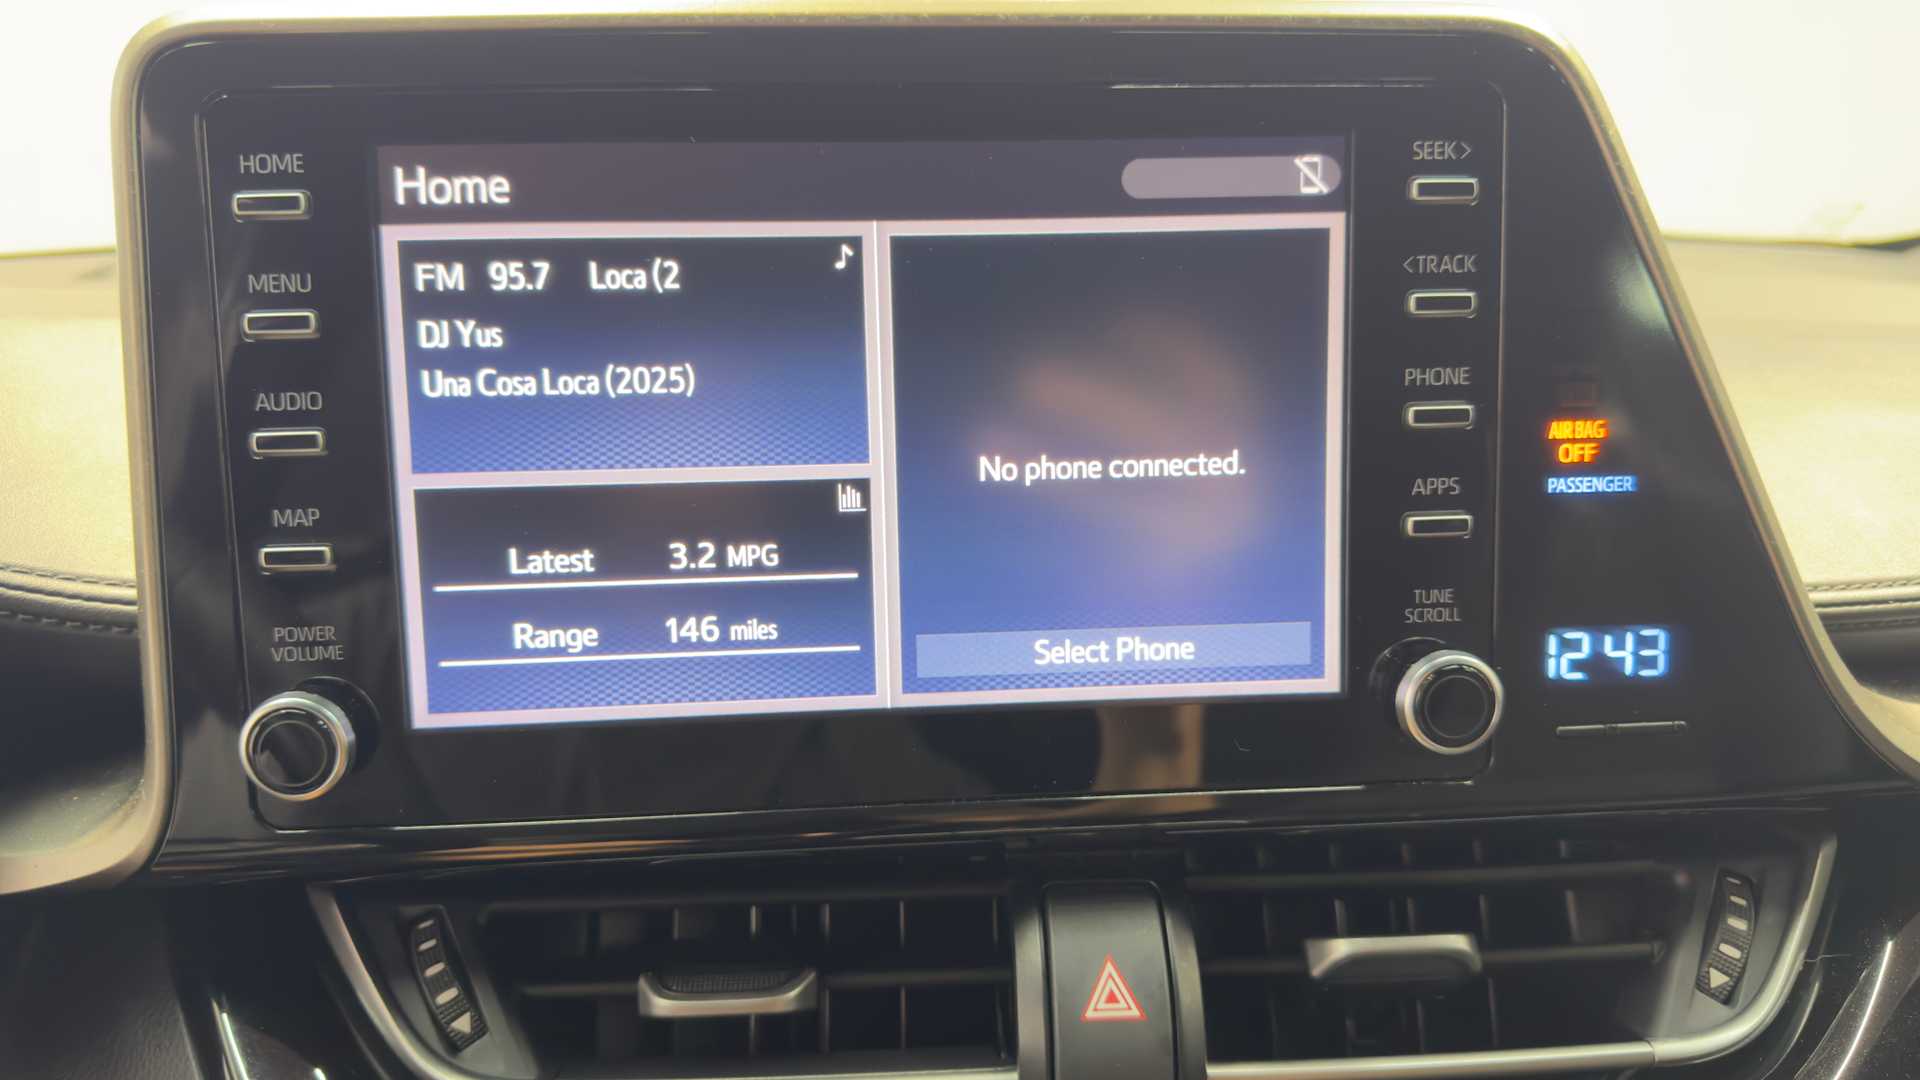 HOME
MENU
AUDIO
MAP
POWER
VOLUME
Home
FM 95.7 Loca (2
DJ Yus
Una Cosa Loca (2025)
Latest 3.2 MPG
Range 146 miles
No phone connected.
Select Phone
SEEK>
<TRACK
PHONE
APPS
TUNE
SCROLL
AIR BAG
OFF
PASSENGER
12 43